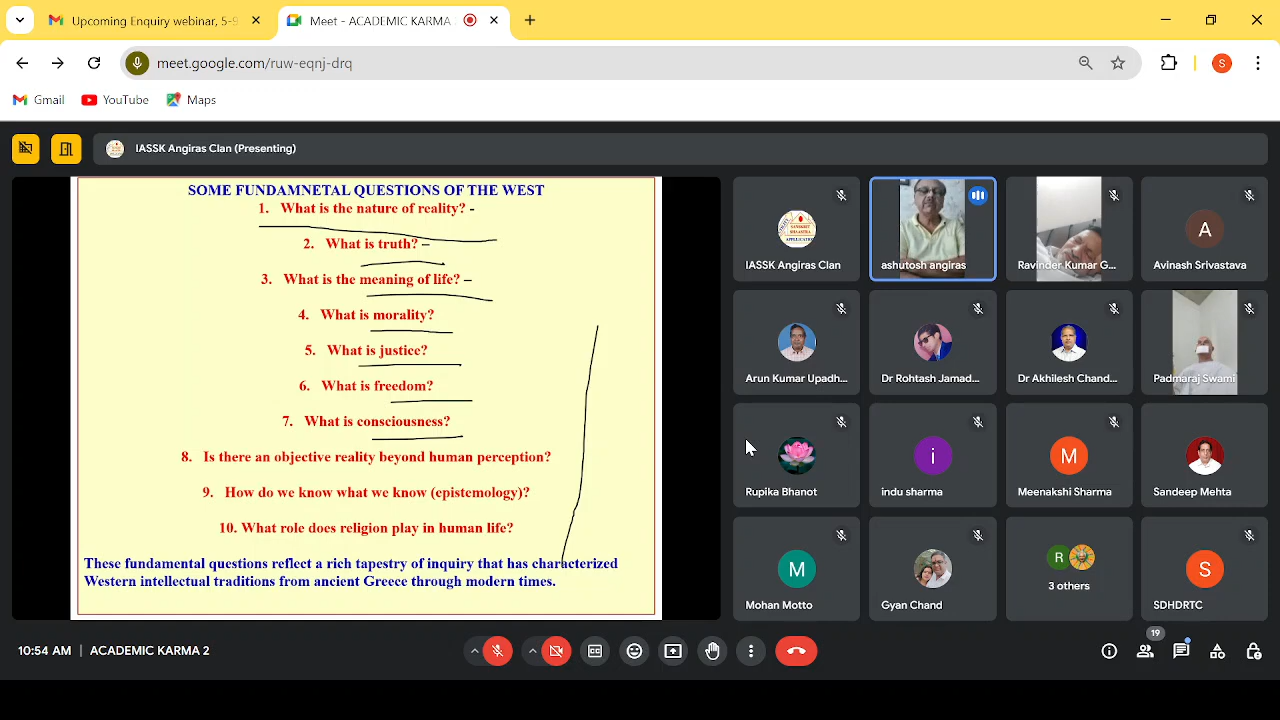 Upcoming Enquiry webinar, 5-9
Meet - ACADEMIC KARMA
meet.google.com/ruw-eqnj-drq
S
Gmail
YouTube
Maps
IASSK Angiras Clan (Presenting)
SOME FUNDAMNETAL QUESTIONS OF THE WEST
1. What is the nature of reality? -
2. What is truth? –
3. What is the meaning of life? –
4. What is morality?
5. What is justice?
6. What is freedom?
7. What is consciousness?
8. Is there an objective reality beyond human perception?
9. How do we know what we know (epistemology)?
10. What role does religion play in human life?
These fundamental questions reflect a rich tapestry of inquiry that has characterized
Western intellectual traditions from ancient Greece through modern times.
IASSK Angiras Clan
ashutosh angiras
Ravinder Kumar G...
A
Avinash Srivastava
Arun Kumar Upadh...
Dr Rohtash Jamad...
Dr Akhilesh Chand...
Padmaraj Swami
Rupika Bhanot
i
indu sharma
M
Meenakshi Sharma
Sandeep Mehta
M
Mohan Motto
Gyan Chand
R
3 others
S
SDHDRTC
10:54 AM
ACADEMIC KARMA 2
19